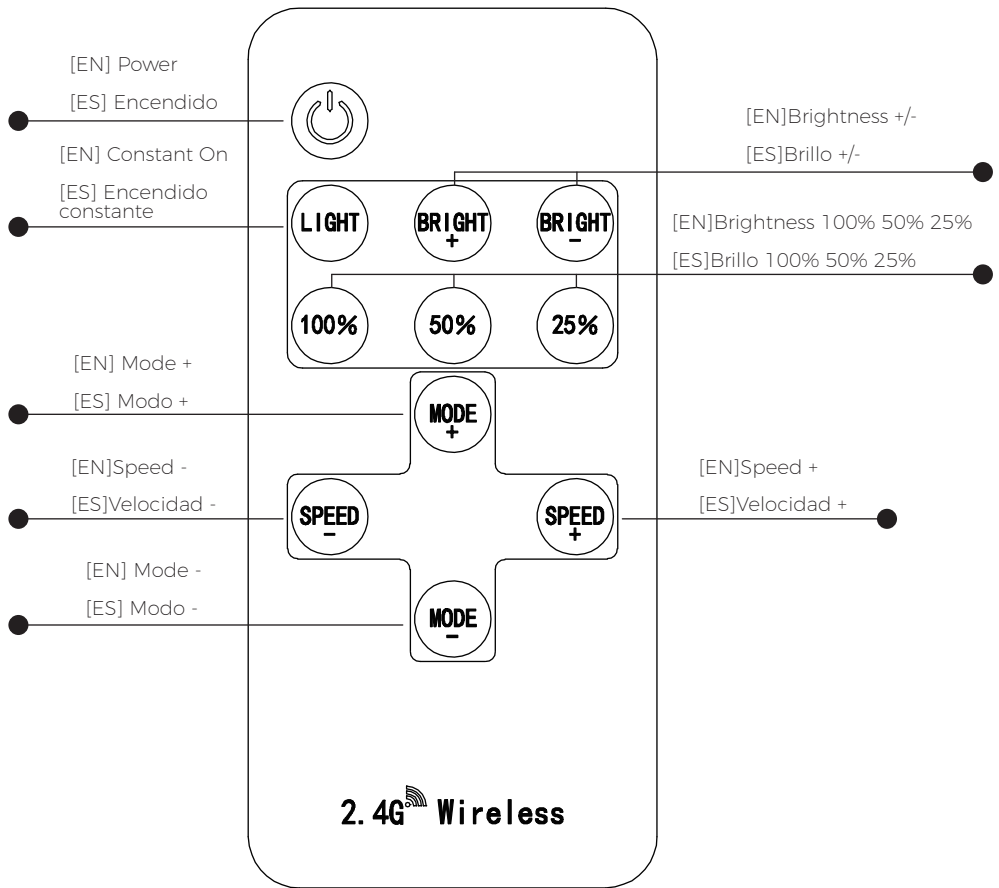 [EN] Power
[ES] Encendido
[EN] Constant On
[ES] Encendido
constante
[EN]Brightness +/-
[ES]Brillo +/-
LIGHT
BRIGHT
+
BRIGHT
-
[EN]Brightness 100% 50% 25%
[ES]Brillo 100% 50% 25%
100%
50%
25%
[EN] Mode +
[ES] Modo +
MODE
+
[EN]Speed -
[ES]Velocidad -
SPEED
-
SPEED
+
[EN]Speed +
[ES]Velocidad +
[EN] Mode -
[ES] Modo -
MODE
-
2.4G Wireless